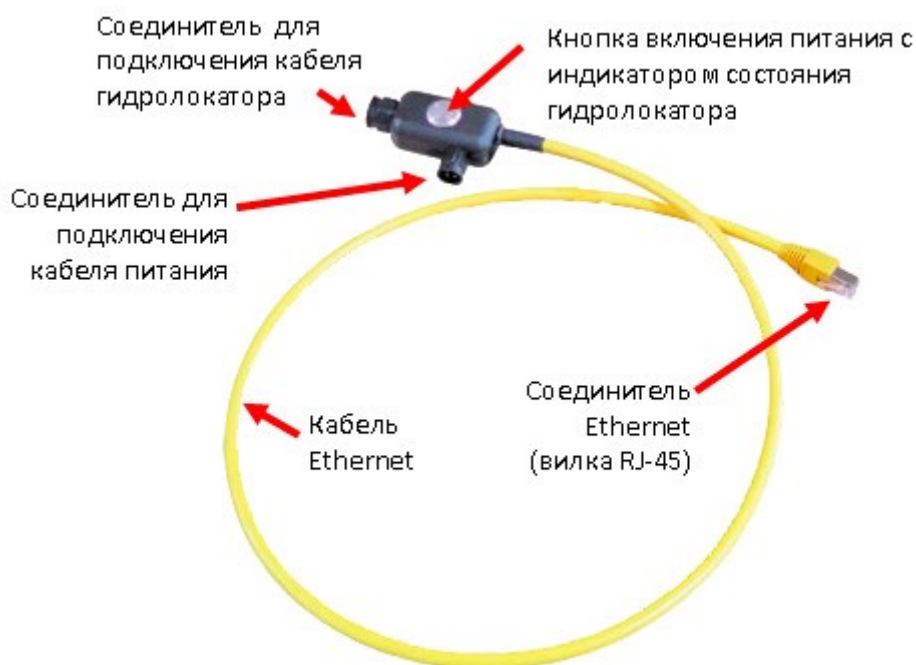 Соединитель для
подключения кабеля
гидролокатора
Кнопка включения питания с
индикатором состояния
гидролокатора
Соединитель для
подключения
кабеля питания
Соединитель
Ethernet
(вилка RJ-45)
Кабель
Ethernet